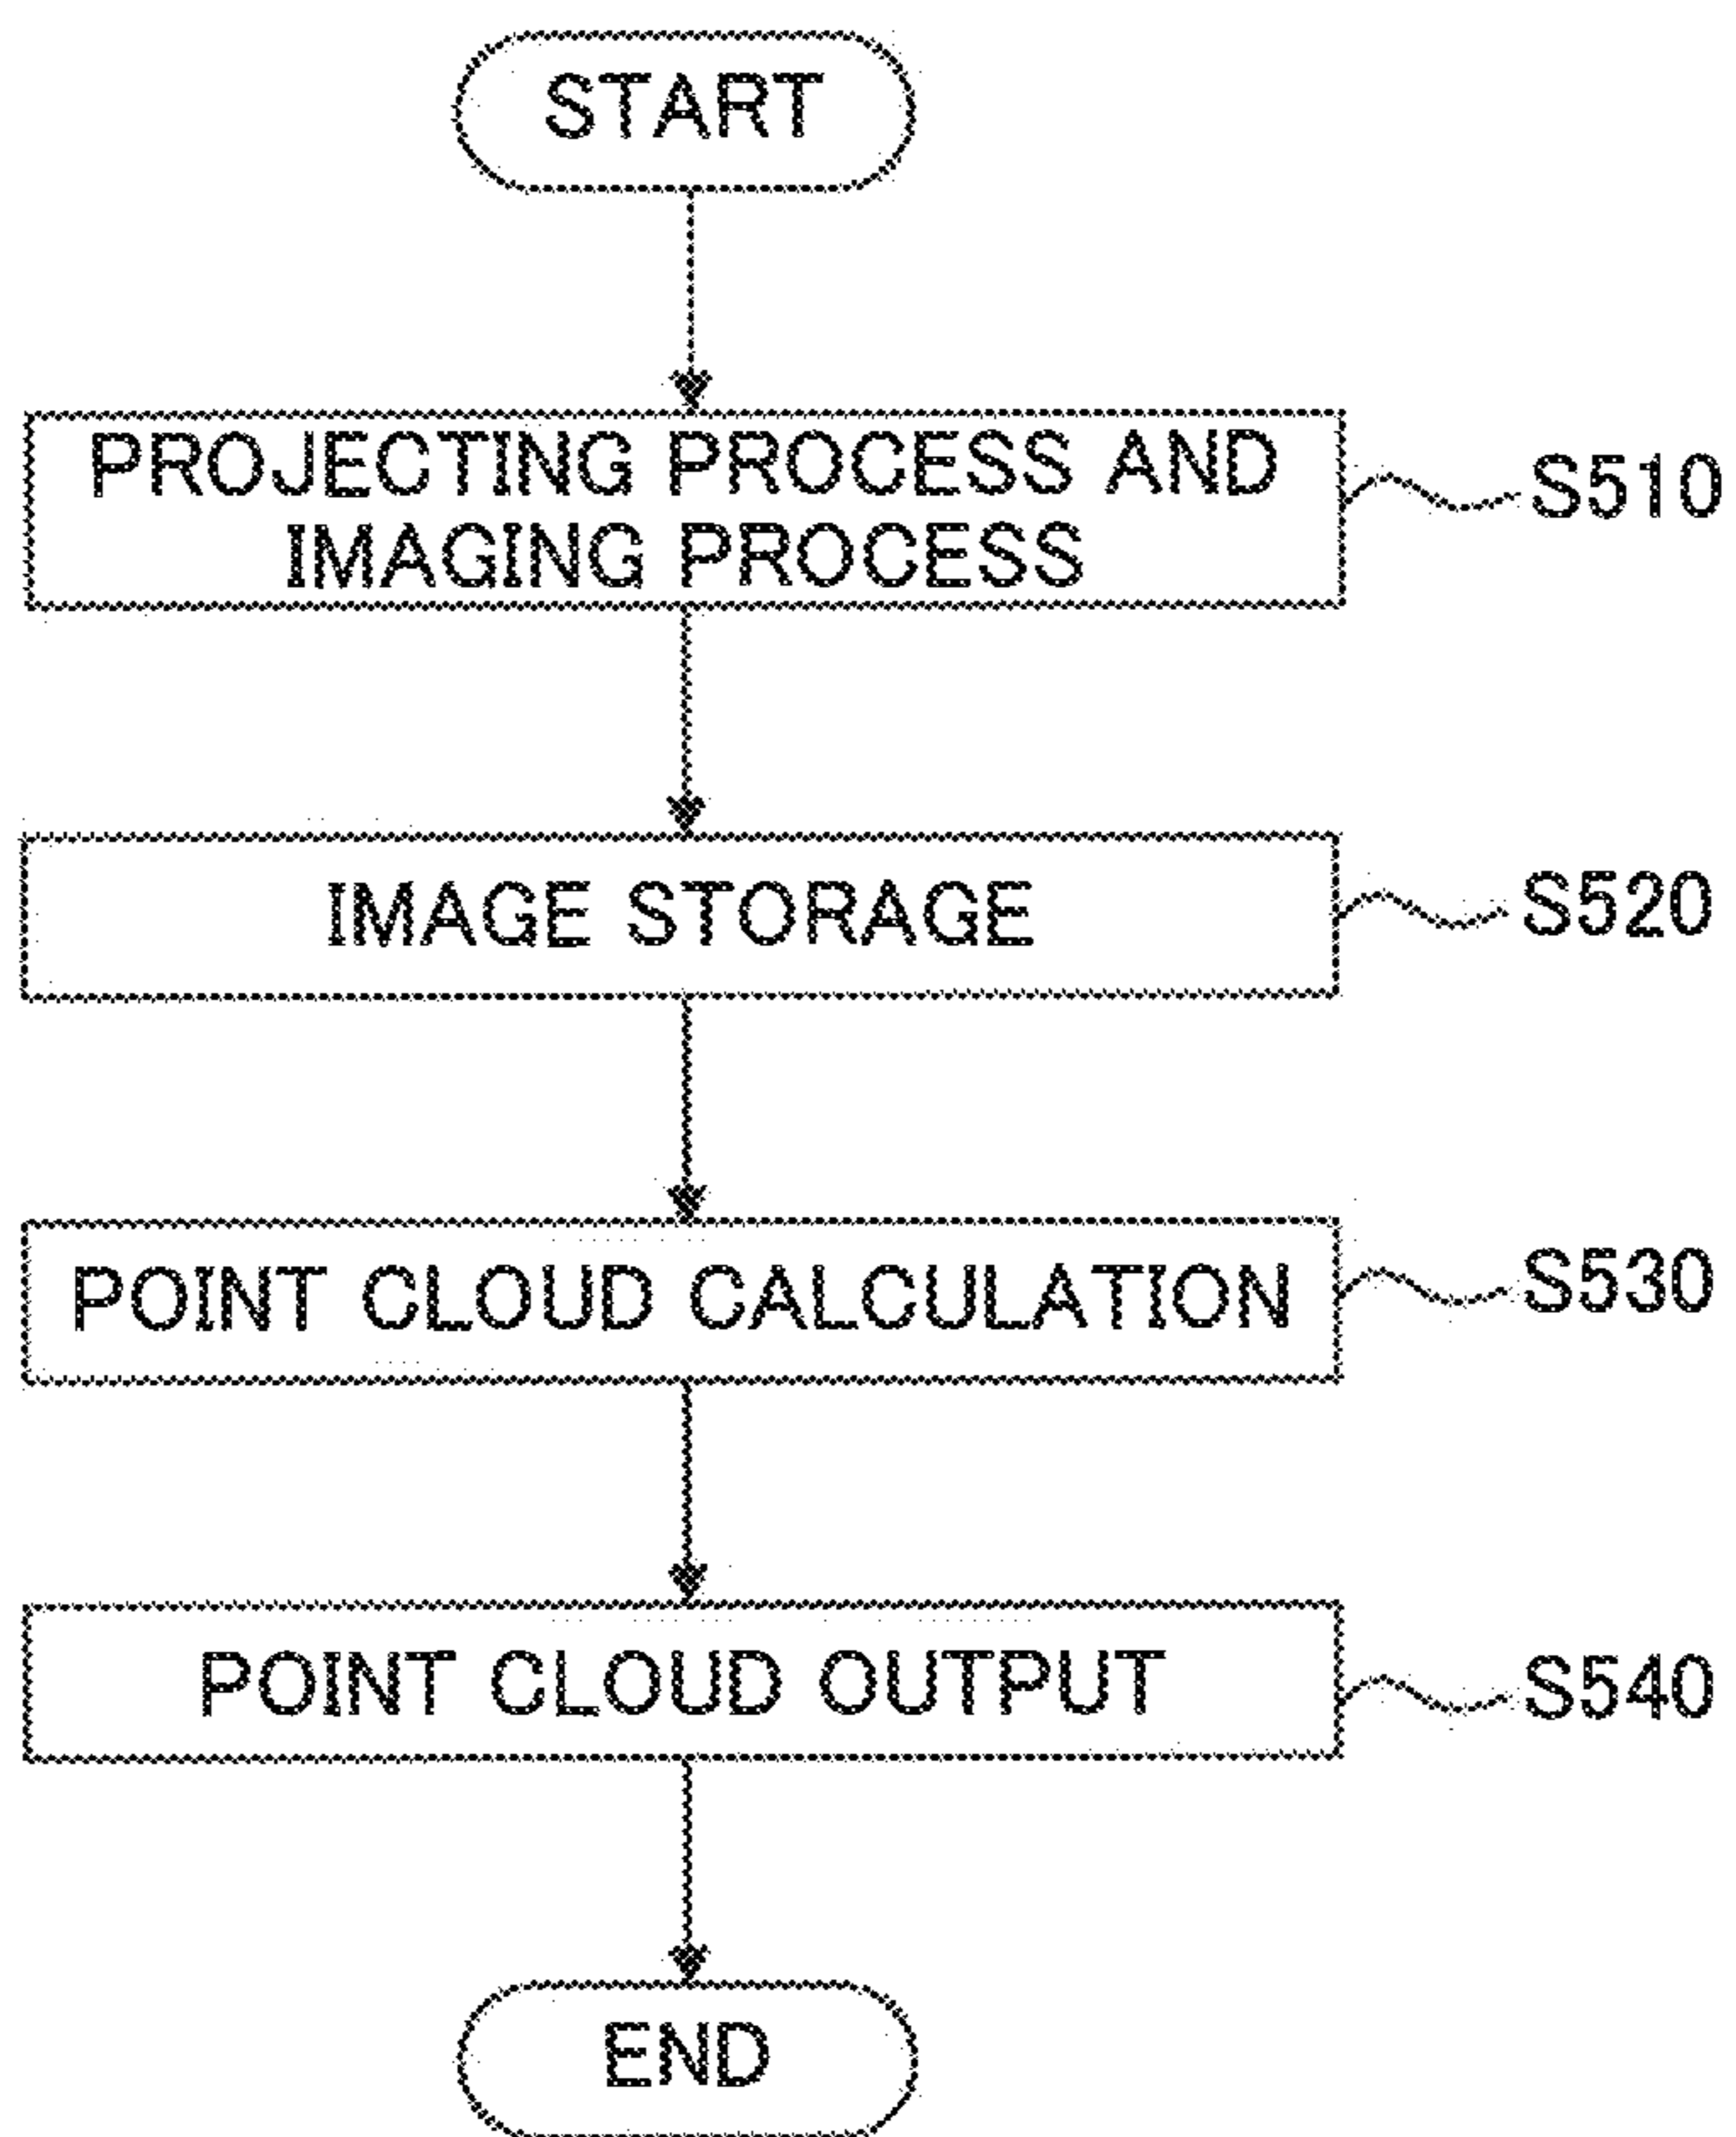 START
PROJECTING PROCESS AND
IMAGING PROCESS
S510
IMAGE STORAGE
S520
POINT CLOUD CALCULATION
S530
POINT CLOUD OUTPUT
S540
END